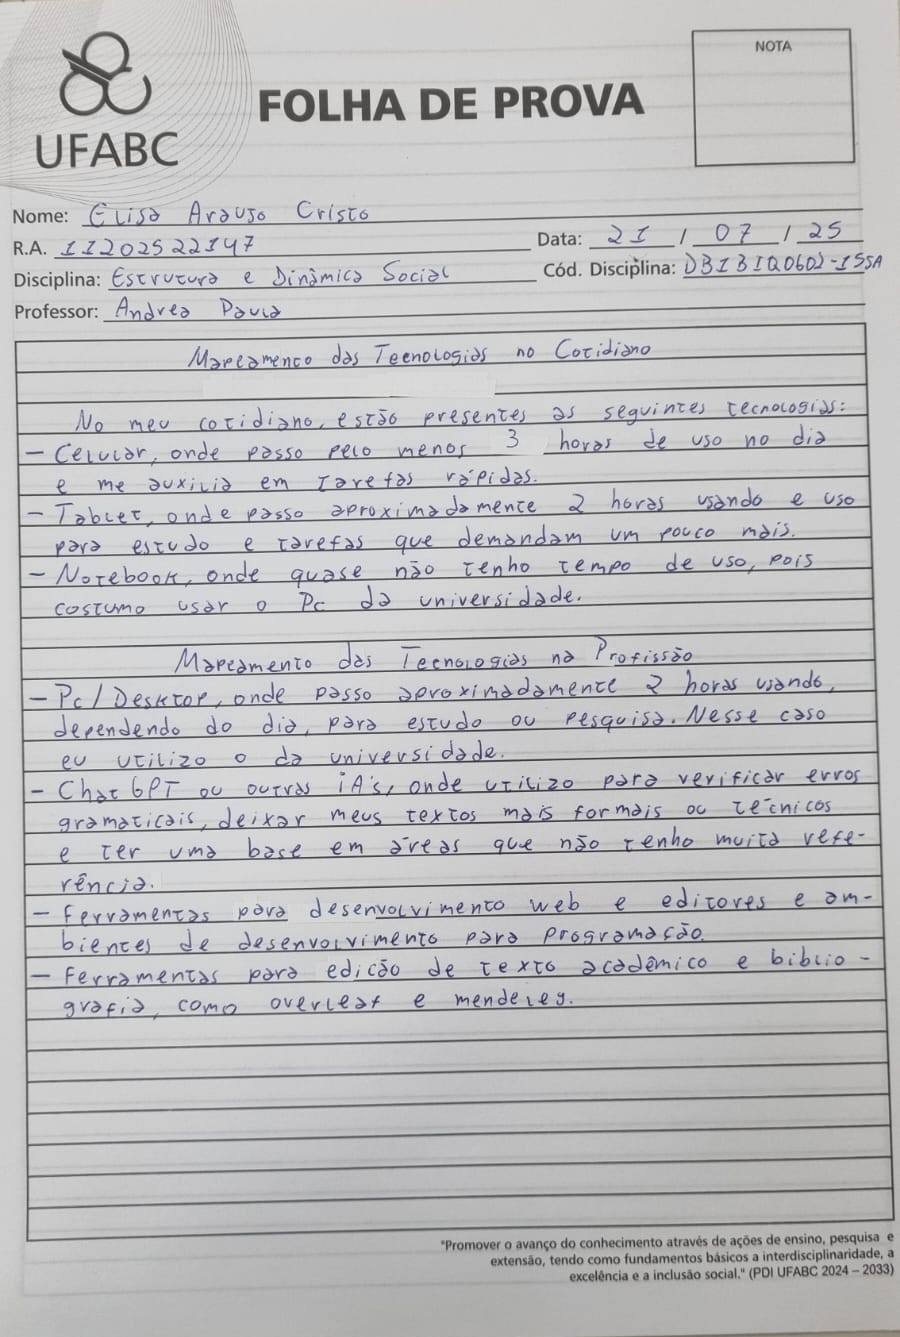 UFABC
FOLHA DE PROVA
NOTA
Nome: Elisa Araujo Cristo
R.A. 11202522147
Data: 21 / 07 / 25
Disciplina: Estrutura e Dinâmica Social
Cód. Disciplina: DBIBIQ0602-15SA
Professor: Andrea Paula
Mapeamento das Tecnologias no Cotidiano
No meu cotidiano, estão presentes as seguintes tecnologias:
- Celular, onde passo pelo menos 3 horas de uso no dia
e me auxilia em tarefas rápidas.
- Tablet, onde passo aproximadamente 2 horas usando e uso
para estudo e tarefas que demandam um pouco mais.
- Notebook, onde quase não tenho tempo de uso, pois
costumo usar o Pc da universidade.
Mapeamento das Tecnologias na Profissão
- Pc/Desktop, onde passo aproximadamente 2 horas usando,
dependendo do dia, para estudo ou pesquisa. Nesse caso
eu utilizo o da universidade.
- Chat GPT ou outras iA's, onde utilizo para verificar erros
gramaticais, deixar meus textos mais formais ou técnicos
e ter uma base em áreas que não tenho muita refe-
rência.
- Ferramentas para desenvolvimento web e editores e am-
bientes de desenvolvimento para programação.
- Ferramentas para edicão de texto acadêmico e biblio-
grafia, como overleaf e mendeley.
"Promover o avanço do conhecimento através de ações de ensino, pesquisa e
extensão, tendo como fundamentos básicos a interdisciplinaridade, a
excelência e a inclusão social." (PDI UFABC 2024 – 2033)